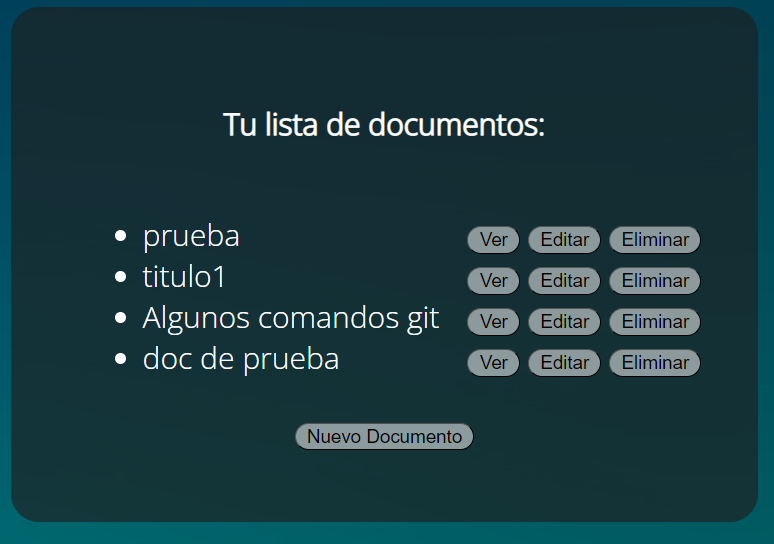 Tu lista de documentos:
prueba Ver Editar Eliminar
titulo1 Ver Editar Eliminar
Algunos comandos git Ver Editar Eliminar
doc de prueba Ver Editar Eliminar
Nuevo Documento